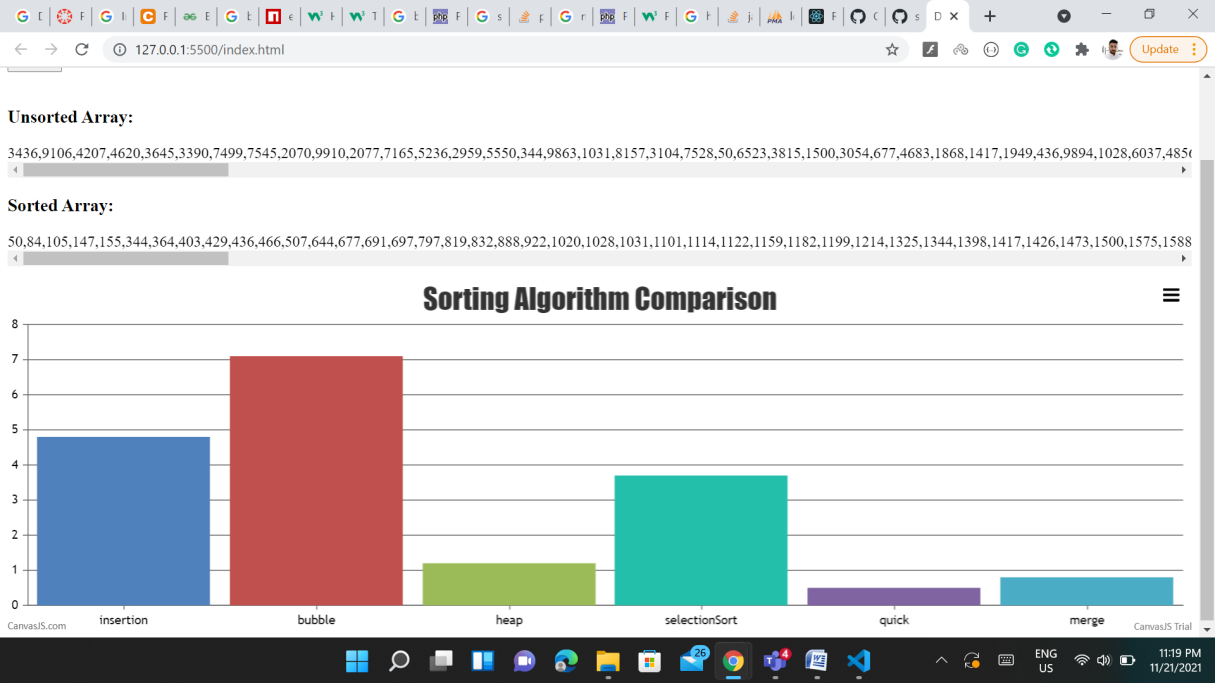 127.0.0.1:5500/index.html
Update
Unsorted Array:
3436,9106,4207,4620,3645,3390,7499,7545,2070,9910,2077,7165,5236,2959,5550,344,9863,1031,8157,3104,7528,50,6523,3815,1500,3054,677,4683,1868,1417,1949,436,9894,1028,6037,4856
Sorted Array:
50,84,105,147,155,344,364,403,429,436,466,507,644,677,691,697,797,819,832,888,922,1020,1028,1031,1101,1114,1122,1159,1182,1199,1214,1325,1344,1398,1417,1426,1473,1500,1575,1588
Sorting Algorithm Comparison
8
7
6
5
4
3
2
1
0
insertion bubble heap selectionSort quick merge
CanvasJS.com CanvasJS Trial
26
4
ENG
US
11:19 PM
11/21/2021